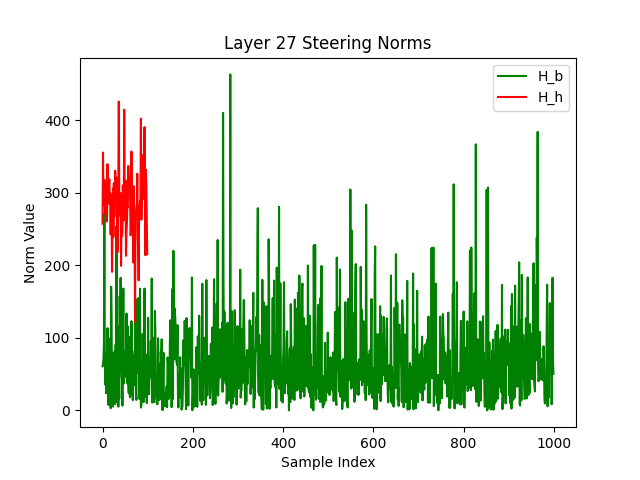 Layer 27 Steering Norms
H_b
H_h
Norm Value
400
300
200
100
0
0 200 400 600 800 1000
Sample Index